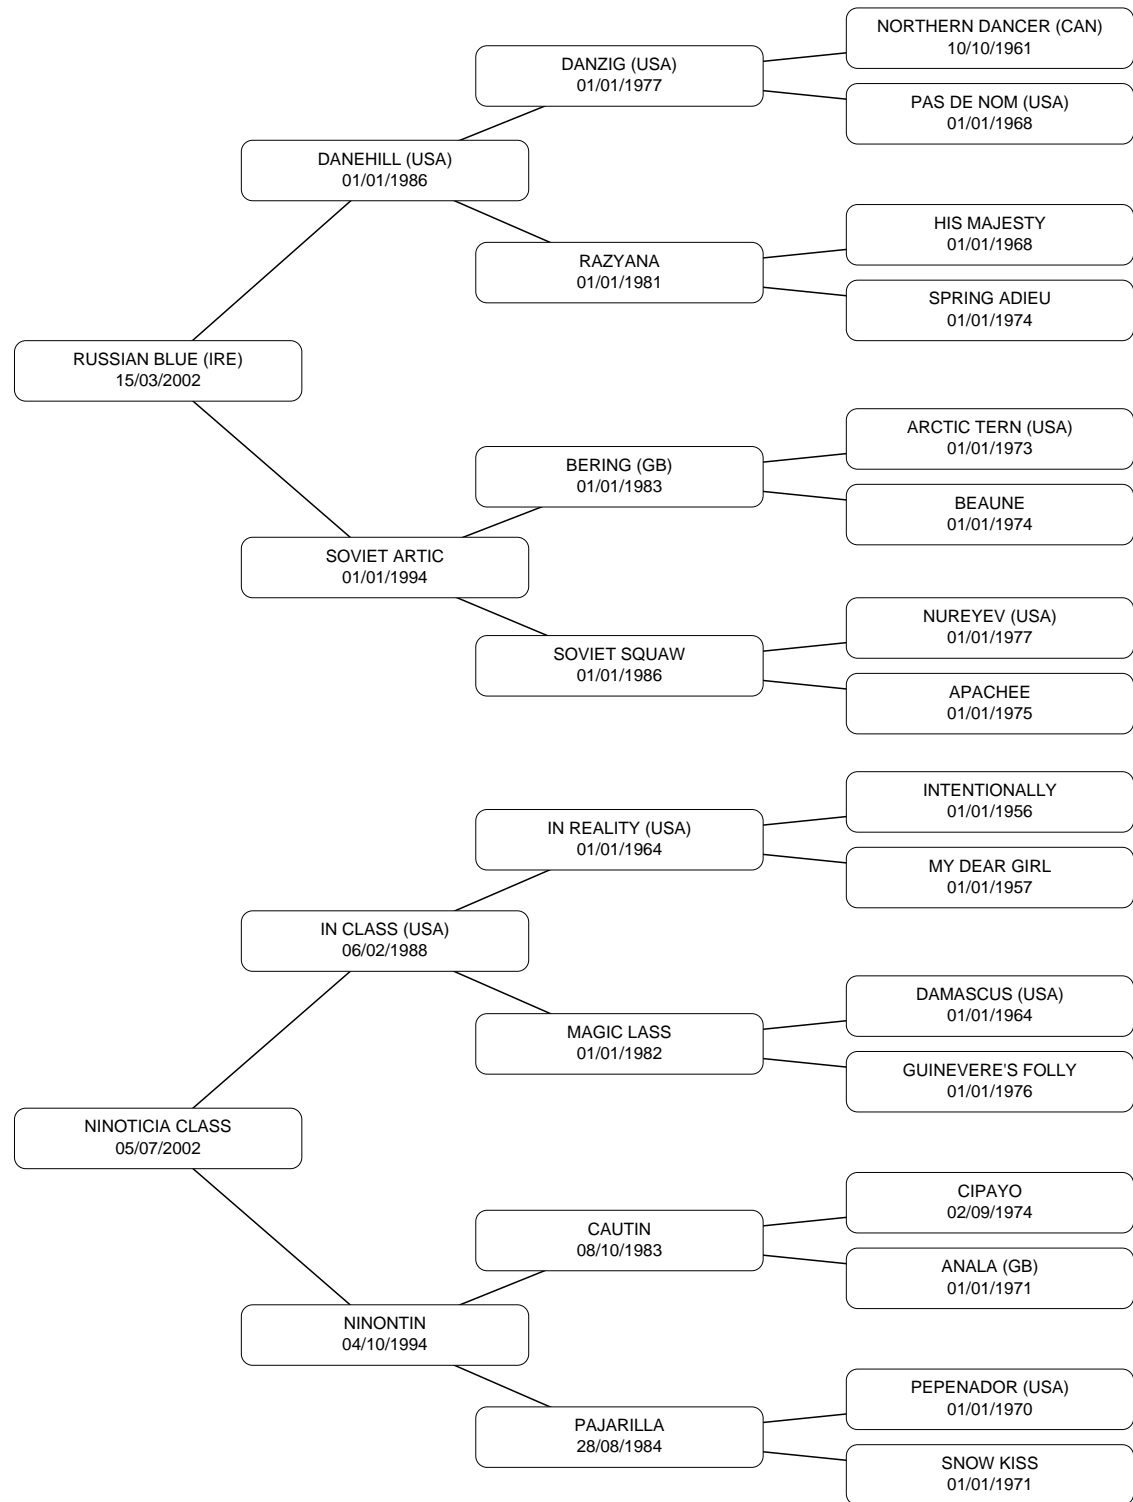 NORTHERN DANCER (CAN)
10/10/1961
DANZIG (USA)
01/01/1977
PAS DE NOM (USA)
01/01/1968
DANEHILL (USA)
01/01/1986
HIS MAJESTY
01/01/1968
RAZYANA
01/01/1981
SPRING ADIEU
01/01/1974
RUSSIAN BLUE (IRE)
15/03/2002
ARCTIC TERN (USA)
01/01/1973
BERING (GB)
01/01/1983
BEAUNE
01/01/1974
SOVIET ARTIC
01/01/1994
NUREYEV (USA)
01/01/1977
SOVIET SQUAW
01/01/1986
APACHEE
01/01/1975
INTENTIONALLY
01/01/1956
IN REALITY (USA)
01/01/1964
MY DEAR GIRL
01/01/1957
IN CLASS (USA)
06/02/1988
DAMASCUS (USA)
01/01/1964
MAGIC LASS
01/01/1982
GUINEVERE'S FOLLY
01/01/1976
NINOTICIA CLASS
05/07/2002
CIPAYO
02/09/1974
CAUTIN
08/10/1983
ANALA (GB)
01/01/1971
NINONTIN
04/10/1994
PEPENADOR (USA)
01/01/1970
PAJARILLA
28/08/1984
SNOW KISS
01/01/1971